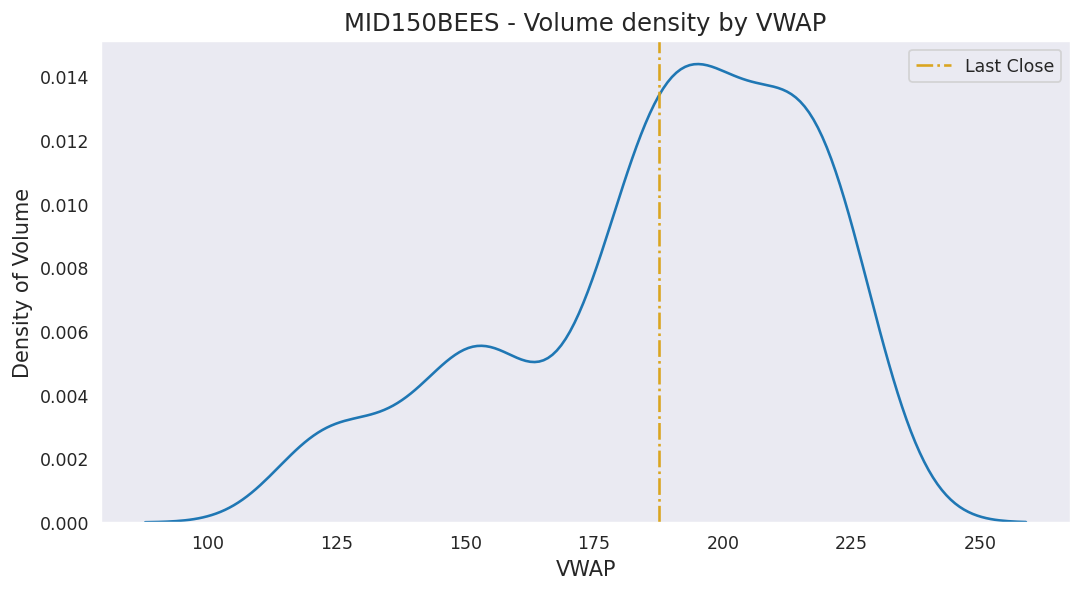 MID150BEES - Volume density by VWAP
Last Close
Density of Volume
0.014
0.012
0.010
0.008
0.006
0.004
0.002
0.000
100 125 150 175 200 225 250
VWAP